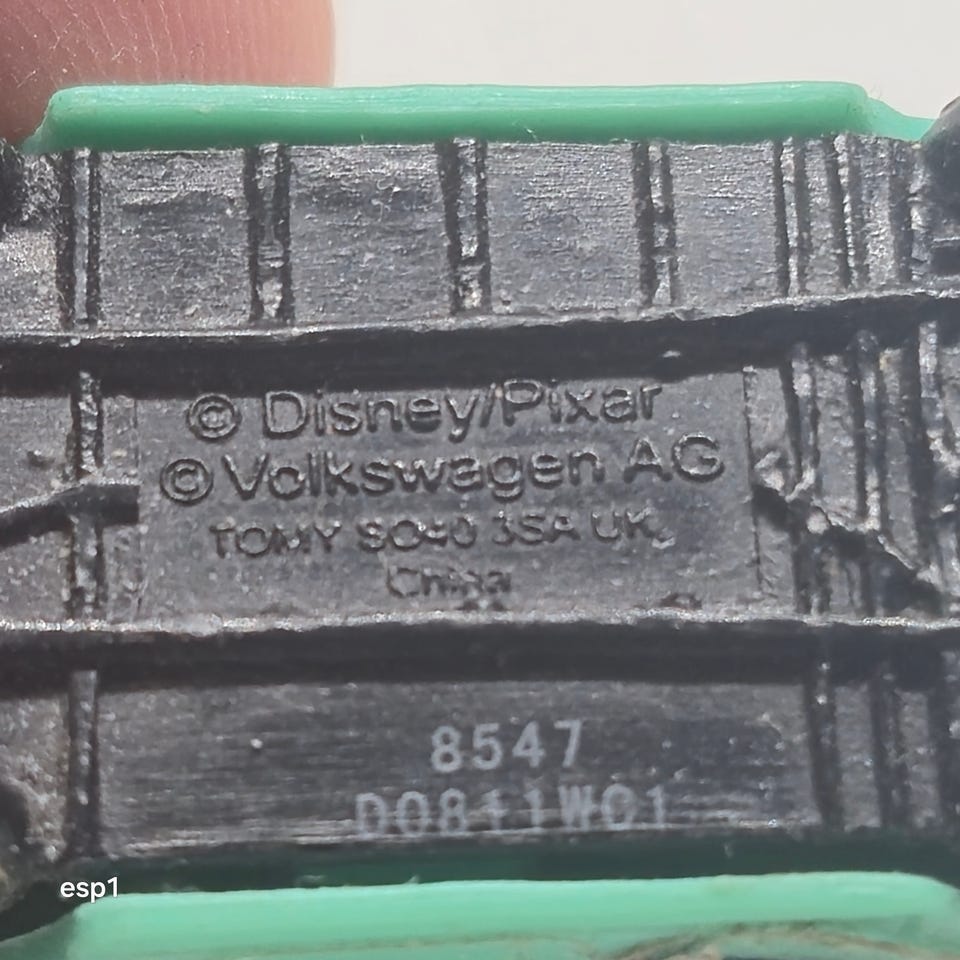 © Disney/Pixar
© Volkswagen AG
TOMY SO40 3SA UK.
China
8547
D0811W01
esp1